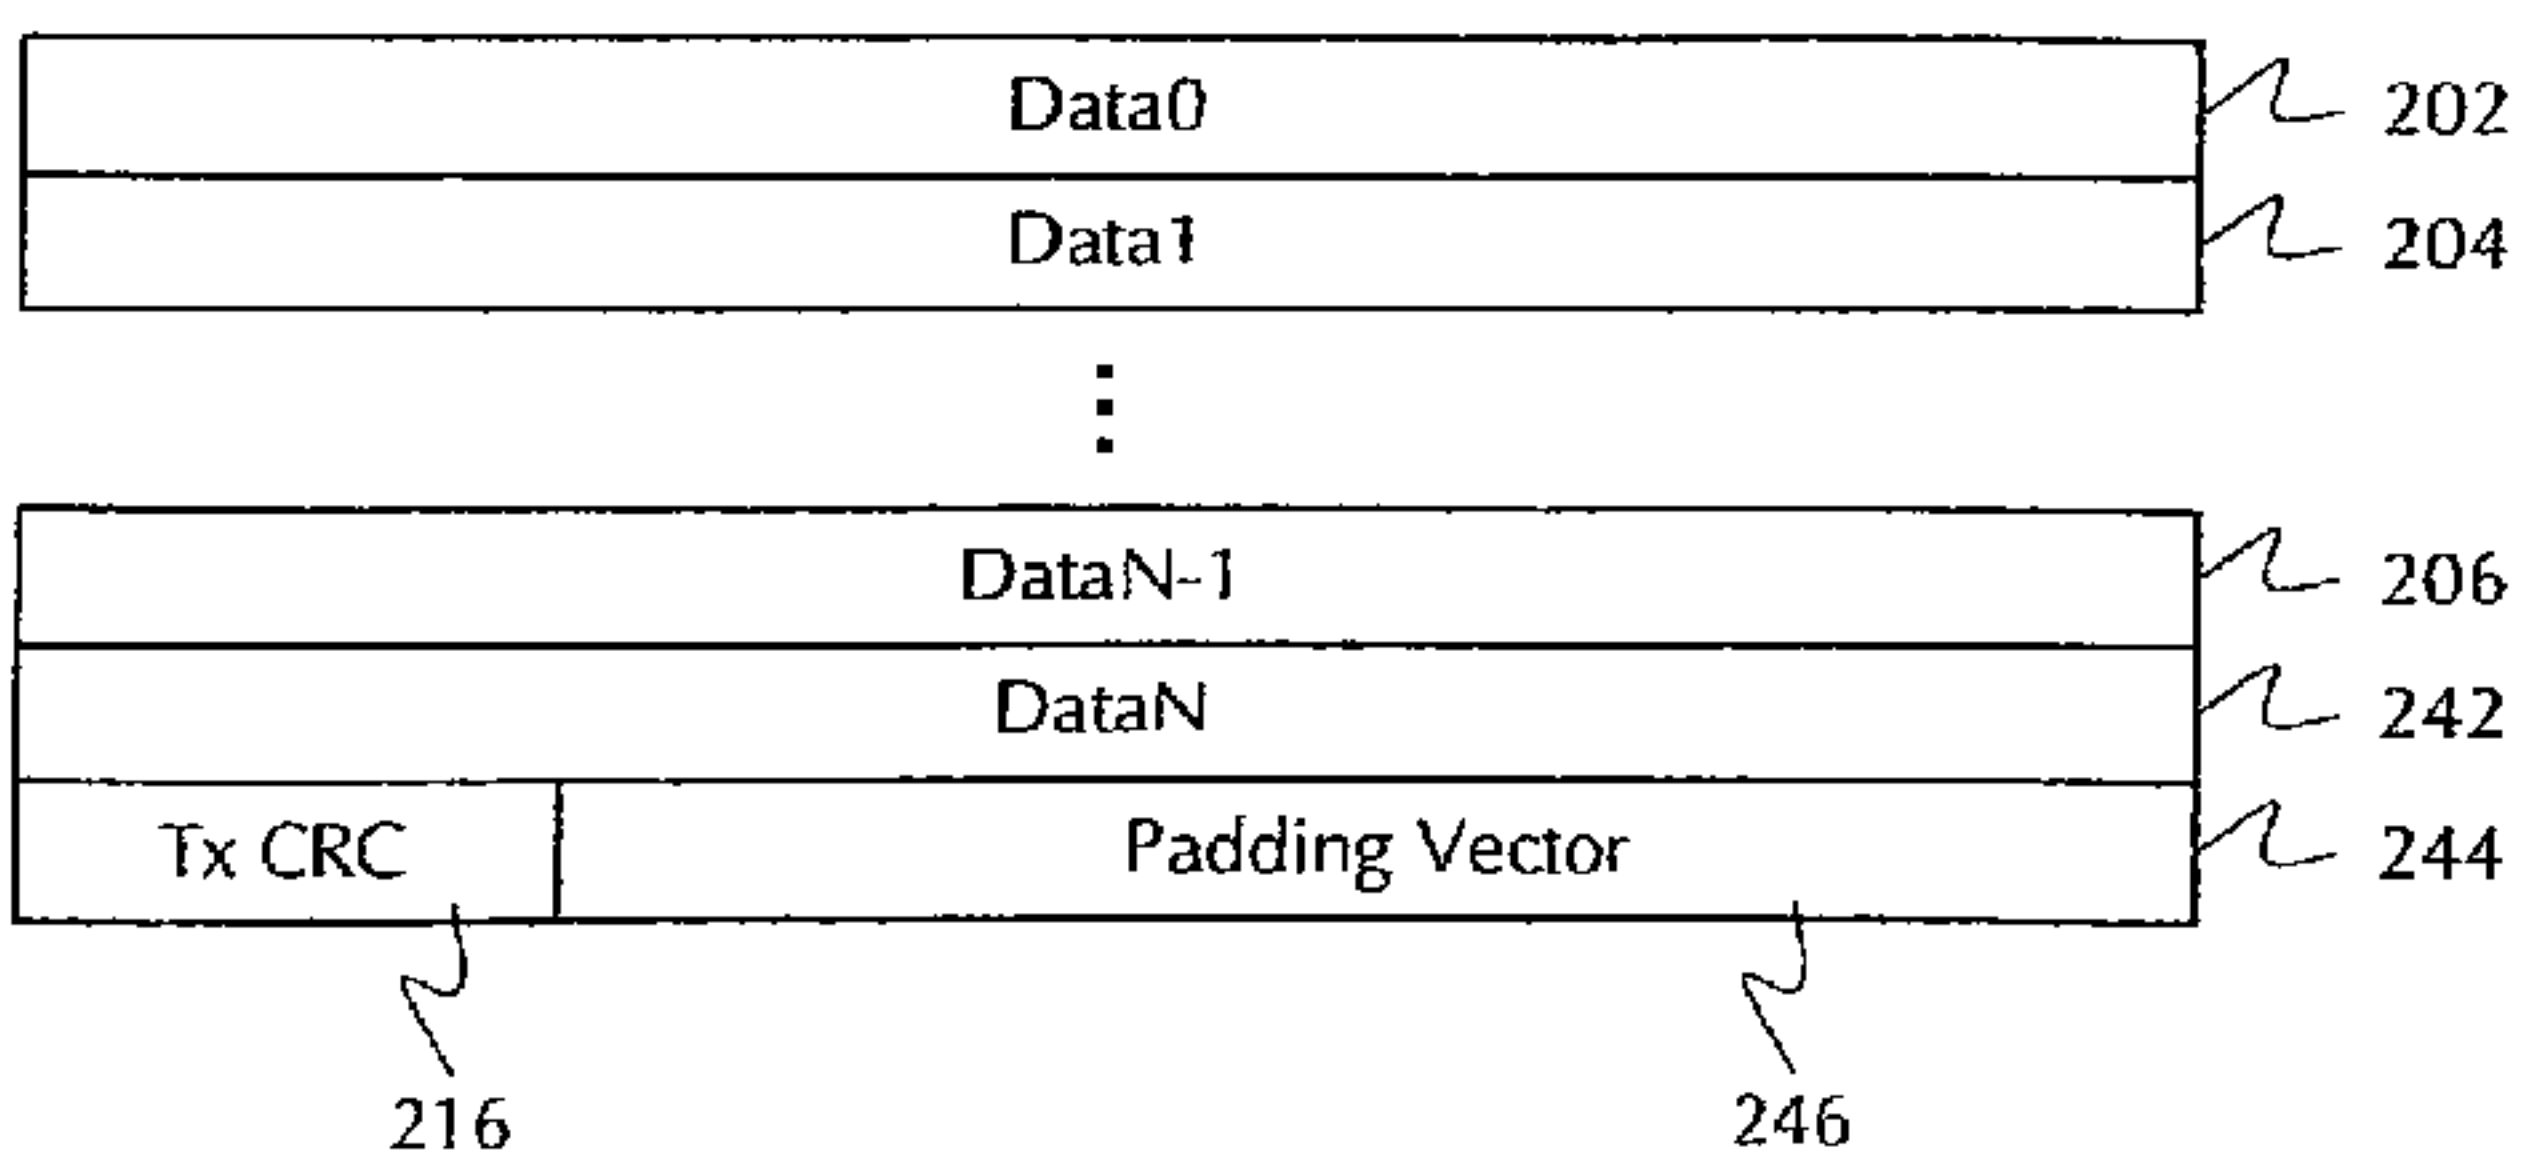 Data0 202
Data1 204
DataN-1 206
DataN 242
Tx CRC Padding Vector 244
216 246